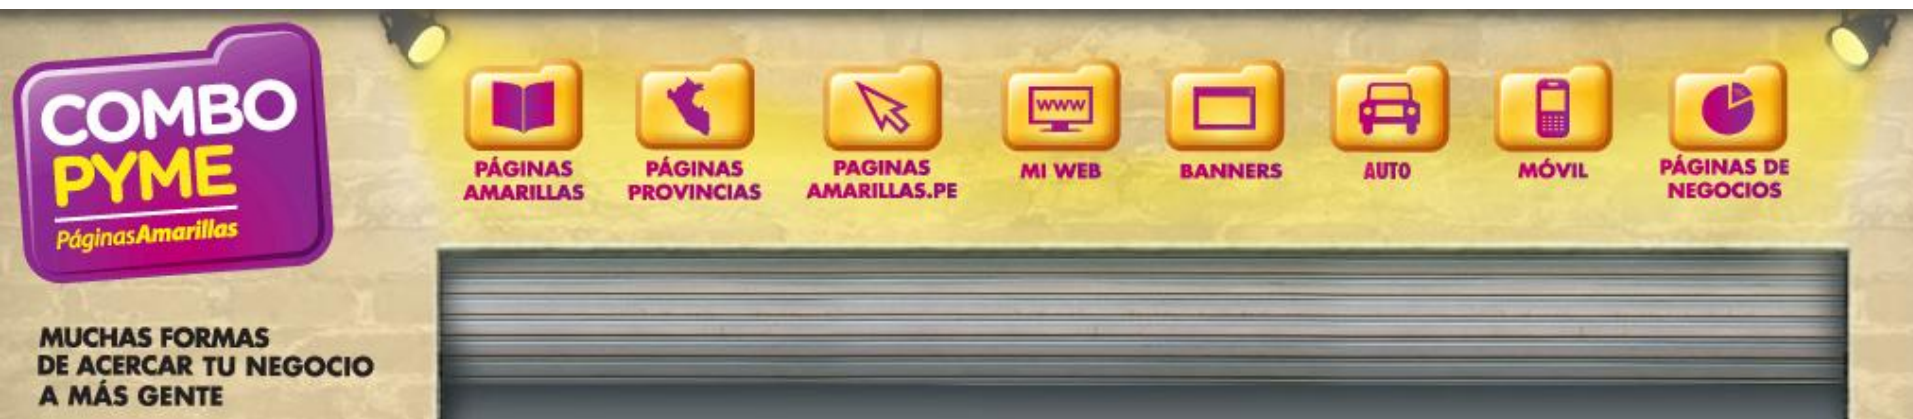 COMBO
PYME
PáginasAmarillas
MUCHAS FORMAS
DE ACERCAR TU NEGOCIO
A MÁS GENTE
PÁGINAS
AMARILLAS
PÁGINAS
PROVINCIAS
PAGINAS
AMARILLAS.PE
www
MI WEB
BANNERS
AUTO
MÓVIL
PÁGINAS DE
NEGOCIOS